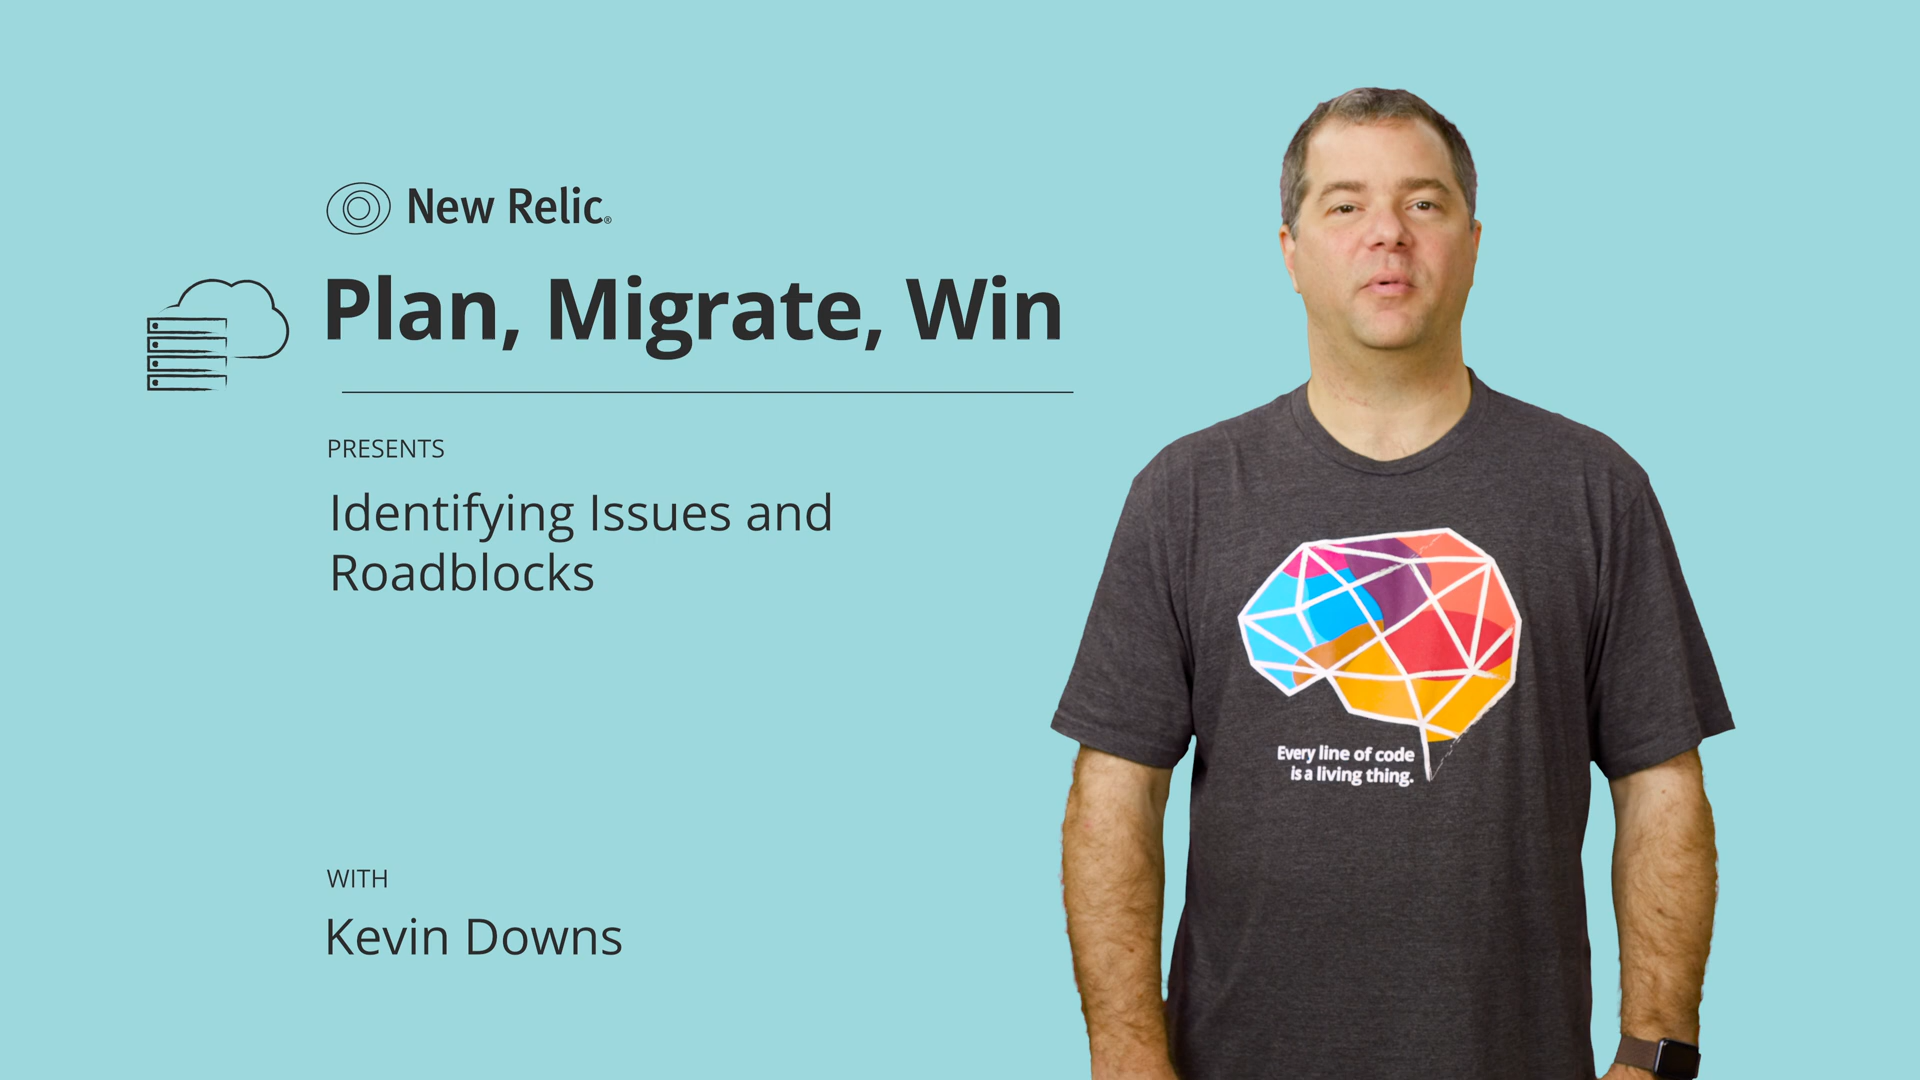 New Relic®
Plan, Migrate, Win
PRESENTS
Identifying Issues and
Roadblocks
WITH
Kevin Downs
Every line of code
is a living thing.